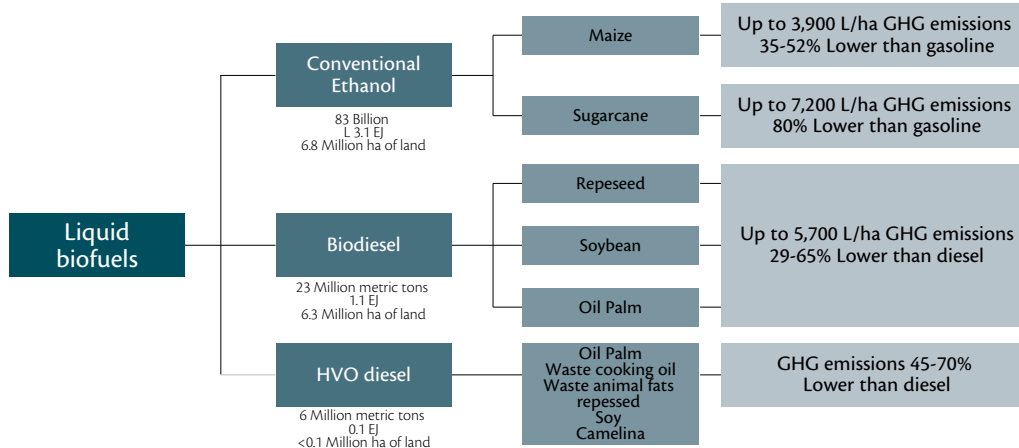 Liquid
biofuels
Conventional
Ethanol
83 Billion
L 3.1 EJ
6.8 Million ha of land
Maize
Up to 3,900 L/ha GHG emissions
35-52% Lower than gasoline
Sugarcane
Up to 7,200 L/ha GHG emissions
80% Lower than gasoline
Biodiesel
23 Million metric tons
1.1 EJ
6.3 Million ha of land
Repeseed
Soybean
Oil Palm
Up to 5,700 L/ha GHG emissions
29-65% Lower than diesel
HVO diesel
6 Million metric tons
0.1 EJ
<0.1 Million ha of land
Oil Palm
Waste cooking oil
Waste animal fats
repessed
Soy
Camelina
GHG emissions 45-70%
Lower than diesel